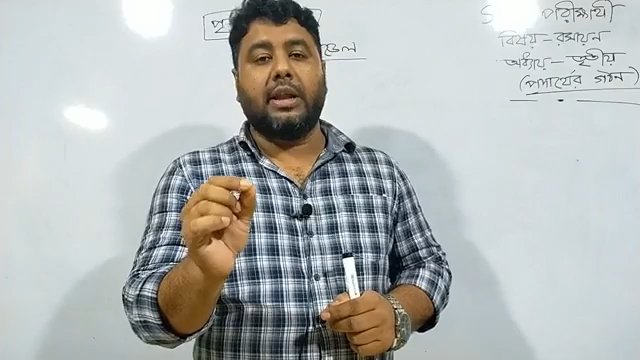 পরীক্ষার্থী
বিষয় – রসায়ন
অধ্যায় – তৃতীয়
(পদার্থের গঠন)
ডেল